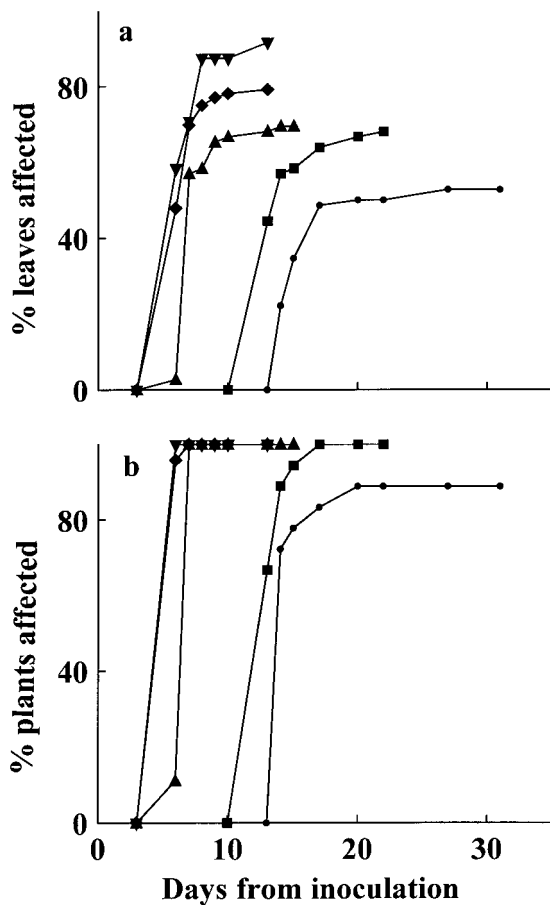 a
80
40
0
% leaves affected
b
80
40
0
% plants affected
0 10 20 30
Days from inoculation